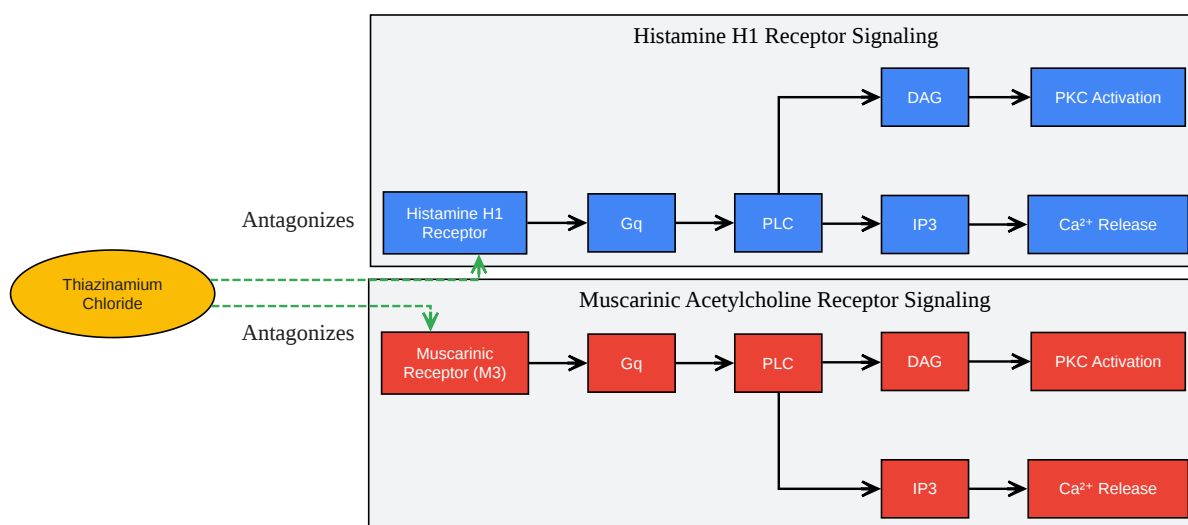 Histamine H1 Receptor Signaling
DAG
PKC Activation
Antagonizes
Histamine H1
Receptor
Gq
PLC
IP3
Ca²⁺ Release
Thiazinamium
Chloride
Muscarinic Acetylcholine Receptor Signaling
Antagonizes
Muscarinic
Receptor (M3)
Gq
PLC
DAG
PKC Activation
IP3
Ca²⁺ Release